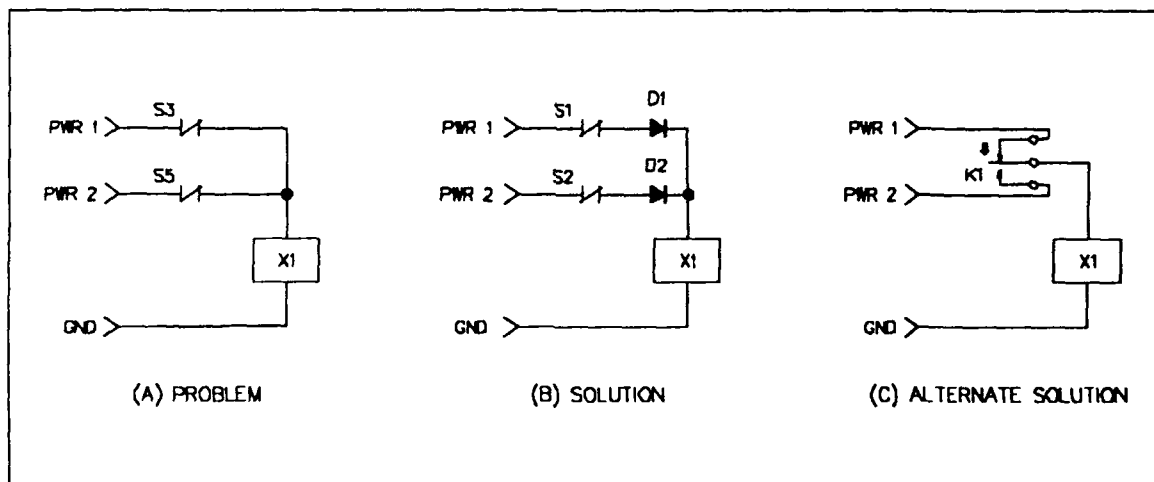 S3
PWR 1
S5
PWR 2
X1
GND
(A) PROBLEM
S1
D1
PWR 1
S2
D2
PWR 2
X1
GND
(B) SOLUTION
PWR 1
K1
PWR 2
X1
GND
(C) ALTERNATE SOLUTION